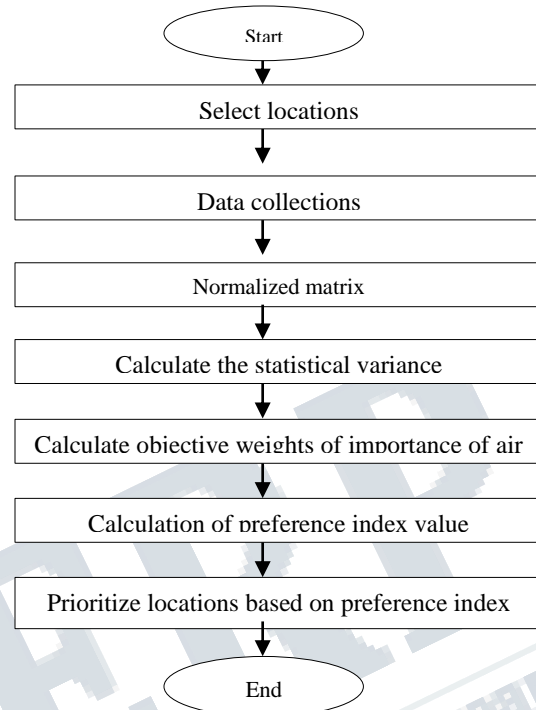 Start
Select locations
Data collections
Normalized matrix
Calculate the statistical variance
Calculate objective weights of importance of air
Calculation of preference index value
Prioritize locations based on preference index
End